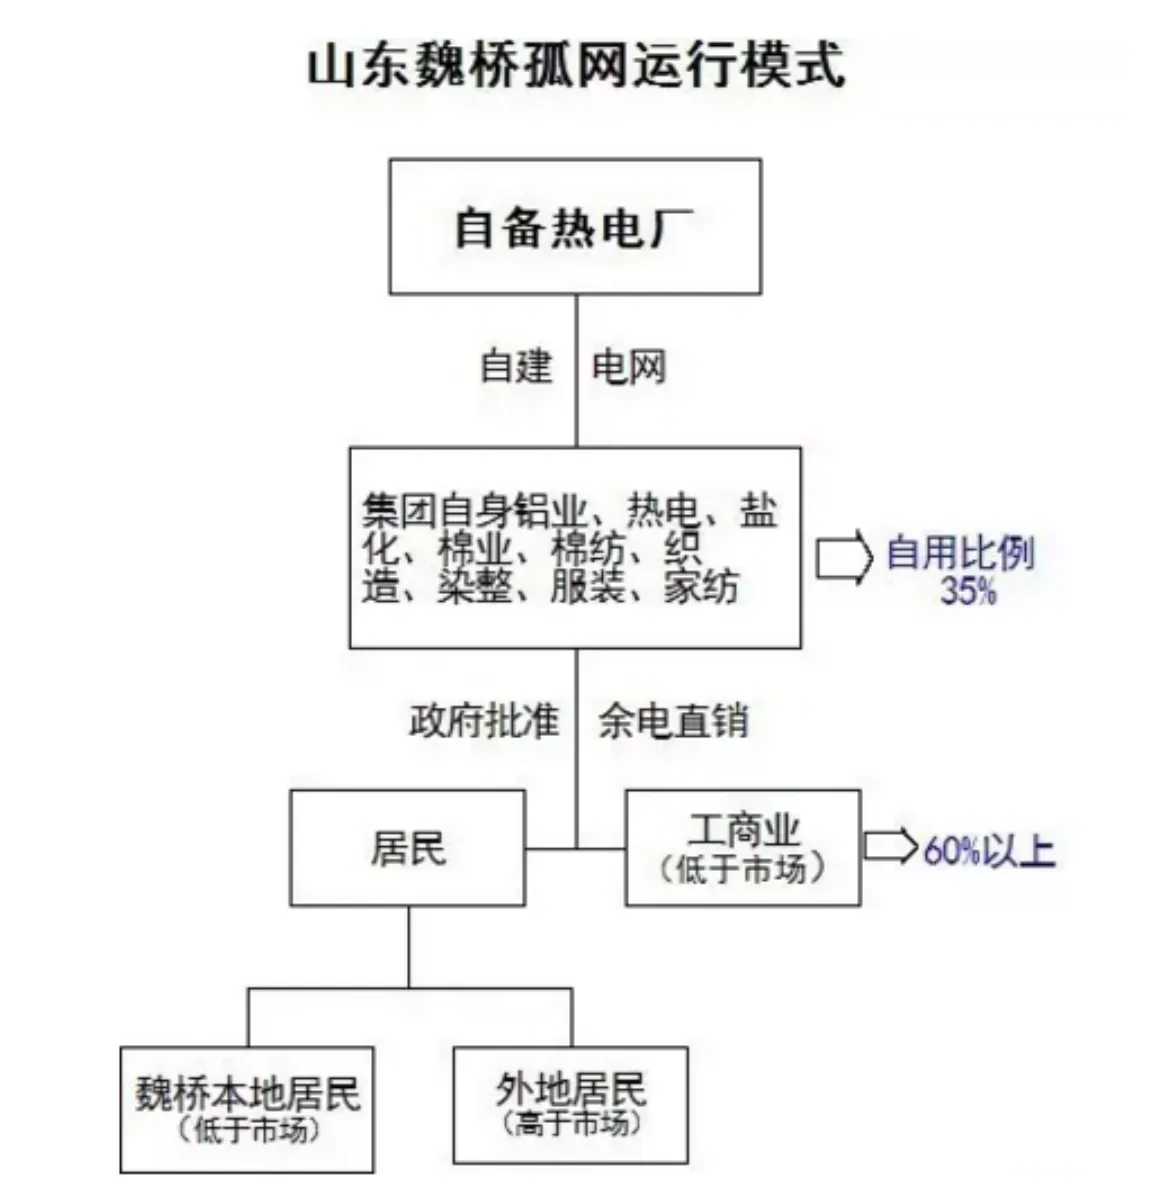 山东魏桥孤网运行模式
自备热电厂
自建 电网
集团自身铝业、热电、盐
化、棉业、棉纺、织
造、染整、服装、家纺
自用比例
35%
政府批准 余电直销
居民
工商业
（低于市场）
60%以上
魏桥本地居民
（低于市场）
外地居民
（高于市场）